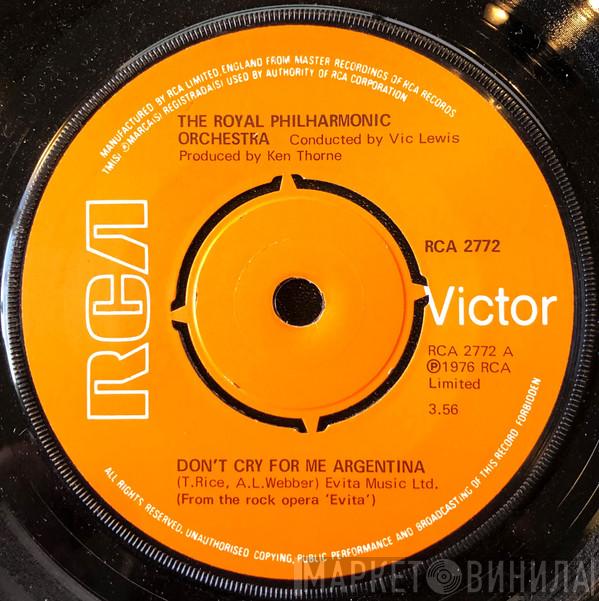 MANUFACTURED BY RCA LIMITED, ENGLAND FROM MASTER RECORDINGS OF RCA RECORDS
TM(S) ® MARCA(S) REGISTRADA(S) USED BY AUTHORITY OF RCA CORPORATION
THE ROYAL PHILHARMONIC
ORCHESTRA Conducted by Vic Lewis
Produced by Ken Thorne
RCA
RCA 2772
Victor
RCA 2772 A
℗1976 RCA
Limited
3.56
DON'T CRY FOR ME ARGENTINA
(T.Rice, A.L.Webber) Evita Music Ltd.
(From the rock opera 'Evita')
ALL RIGHTS RESERVED. UNAUTHORISED COPYING, PUBLIC PERFORMANCE AND BROADCASTING OF THIS RECORD FORBIDDEN
МАРКЕТ ВИНИЛА